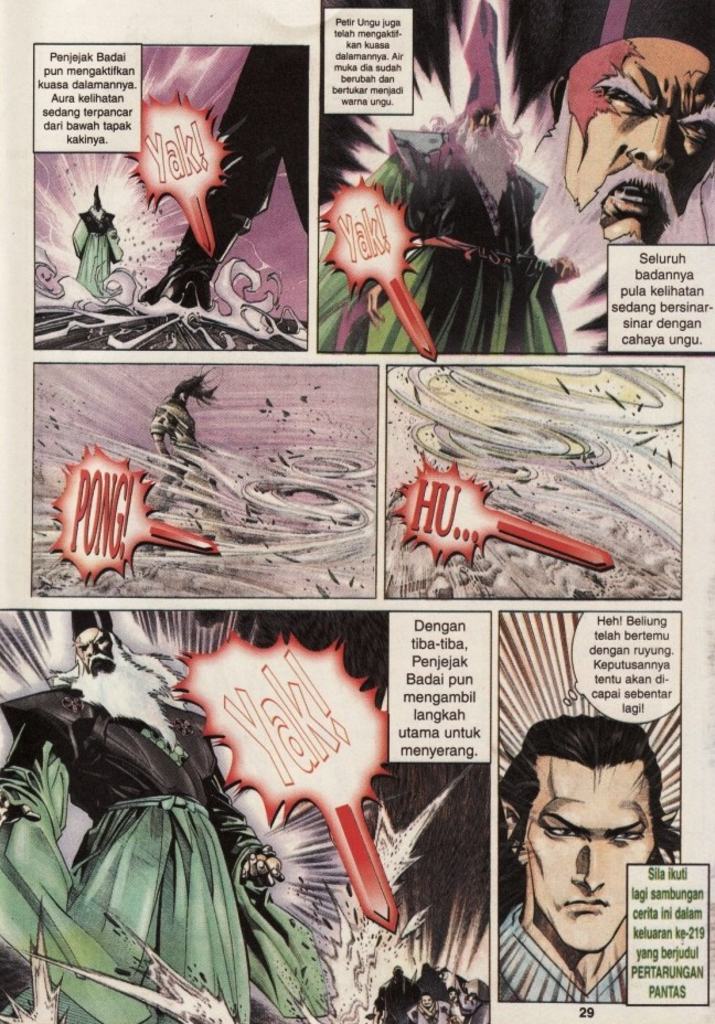 Penjejak Badai
pun mengaktifkan
kuasa dalamannya.
Aura kelihatan
sedang terpancar
dari bawah tapak
kakinya.
Yak!
Petir Ungu juga
telah mengaktif-
kan kuasa
dalamannya. Air
muka dia sudah
berubah dan
bertukar menjadi
warna ungu.
Yak!
Seluruh
badannya
pula kelihatan
sedang bersinar-
sinar dengan
cahaya ungu.
PONG!
HU...
Yak!
Dengan
tiba-tiba,
Penjejak
Badai pun
mengambil
langkah
utama untuk
menyerang.
Heh! Beliung
telah bertemu
dengan ruyung.
Keputusannya
tentu akan di-
capai sebentar
lagi!
Sila ikuti
lagi sambungan
cerita ini dalam
keluaran ke-219
yang berjudul
PERTARUNGAN
PANTAS
29